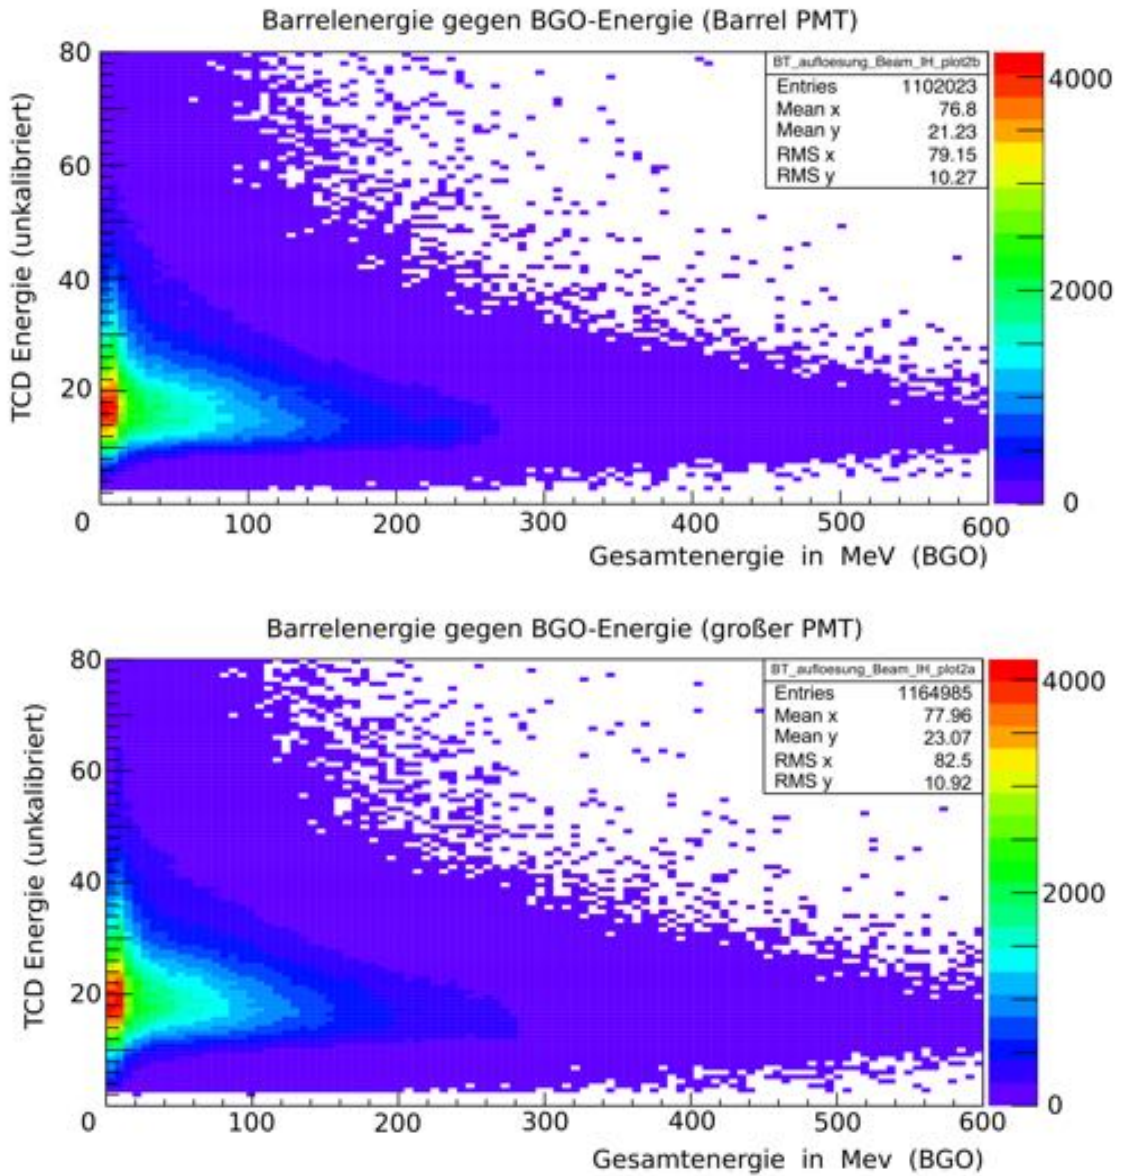 Barrelenergie gegen BGO-Energie (Barrel PMT)
80
60
40
20
TCD Energie (unkalibriert)
BT_aufloesung_Beam_IH_plot2b
Entries 1102023
Mean x 76.8
Mean y 21.23
RMS x 79.15
RMS y 10.27
4000
2000
0
0 100 200 300 400 500 600
Gesamtenergie in MeV (BGO)
Barrelenergie gegen BGO-Energie (großer PMT)
80
60
40
20
TCD Energie (unkalibriert)
BT_aufloesung_Beam_IH_plot2a
Entries 1164985
Mean x 77.96
Mean y 23.07
RMS x 82.5
RMS y 10.92
4000
2000
0
0 100 200 300 400 500 600
Gesamtenergie in Mev (BGO)